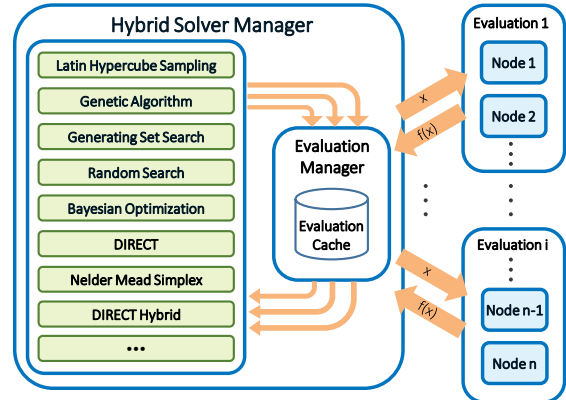 Hybrid Solver Manager
Latin Hypercube Sampling
Genetic Algorithm
Generating Set Search
Random Search
Bayesian Optimization
DIRECT
Nelder Mead Simplex
DIRECT Hybrid
...
Evaluation
Manager
Evaluation
Cache
x
f(x)
x
f(x)
Evaluation 1
Node 1
Node 2
Evaluation i
Node n-1
Node n